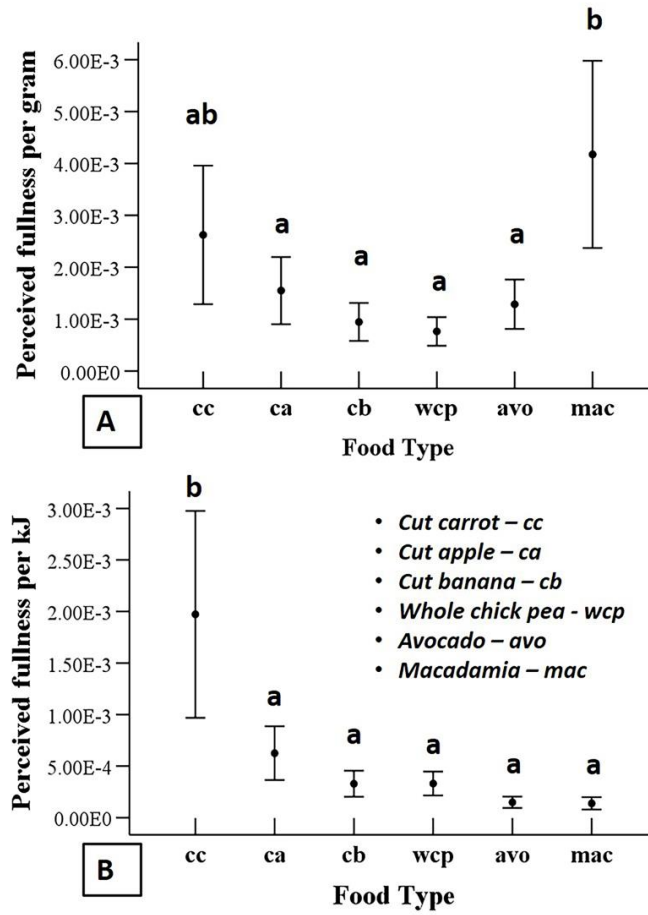 b
6.00E-3
5.00E-3
4.00E-3
3.00E-3
2.00E-3
1.00E-3
0.00E0
Perceived fullness per gram
ab
a
a
a
a
A
cc ca cb wcp avo mac
Food Type
b
3.00E-3
2.50E-3
2.00E-3
1.50E-3
1.00E-3
5.00E-4
0.00E0
Perceived fullness per kJ
• Cut carrot – cc
• Cut apple – ca
• Cut banana – cb
• Whole chick pea - wcp
• Avocado – avo
• Macadamia – mac
a
a
a
a
a
B
cc ca cb wcp avo mac
Food Type